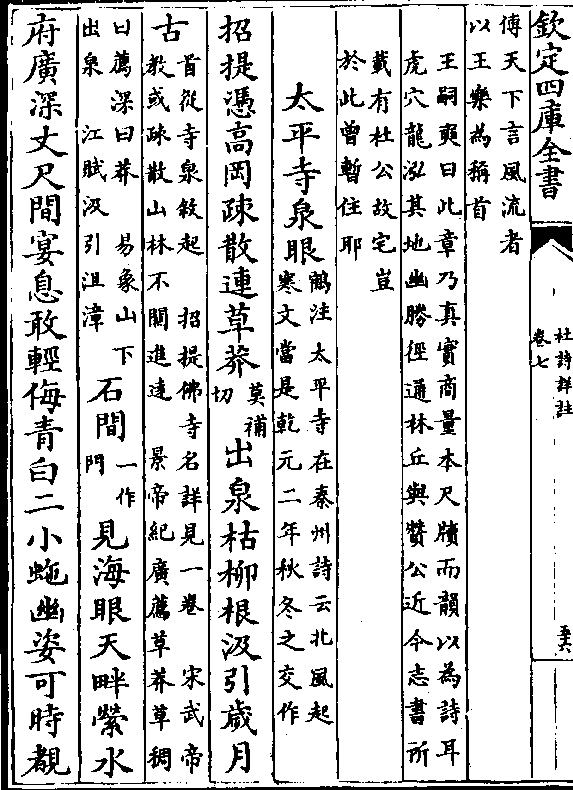 欽定四庫全書
杜詩詳註
卷七
傅天下言風流者
以王樂為稱首
王嗣奭曰此章乃真實商量本尺牘而韻以為詩耳
虎穴龍泓其地幽勝徑通林丘與贊公近今志書所
載有杜公故宅豈
於此曾暫住耶
太平寺泉眼
鶴注太平寺在秦州詩云北風起
寒文當是乾元二年秋冬之交作
招提憑高岡疎散連草莽
莫補
切
出泉枯柳根汲引歲月
古
首從寺泉敘起 招提佛寺名詳見一卷 宋武帝
教或疎散山林不關進達 景帝紀廣薦草莽草稠
曰薦深曰莽 易象山下
出泉 江賦汲引沮漳
石間
一作
門
見海眼天畔縈水
府廣深丈尺間宴息敢輕侮青白二小蛇幽姿可時覩